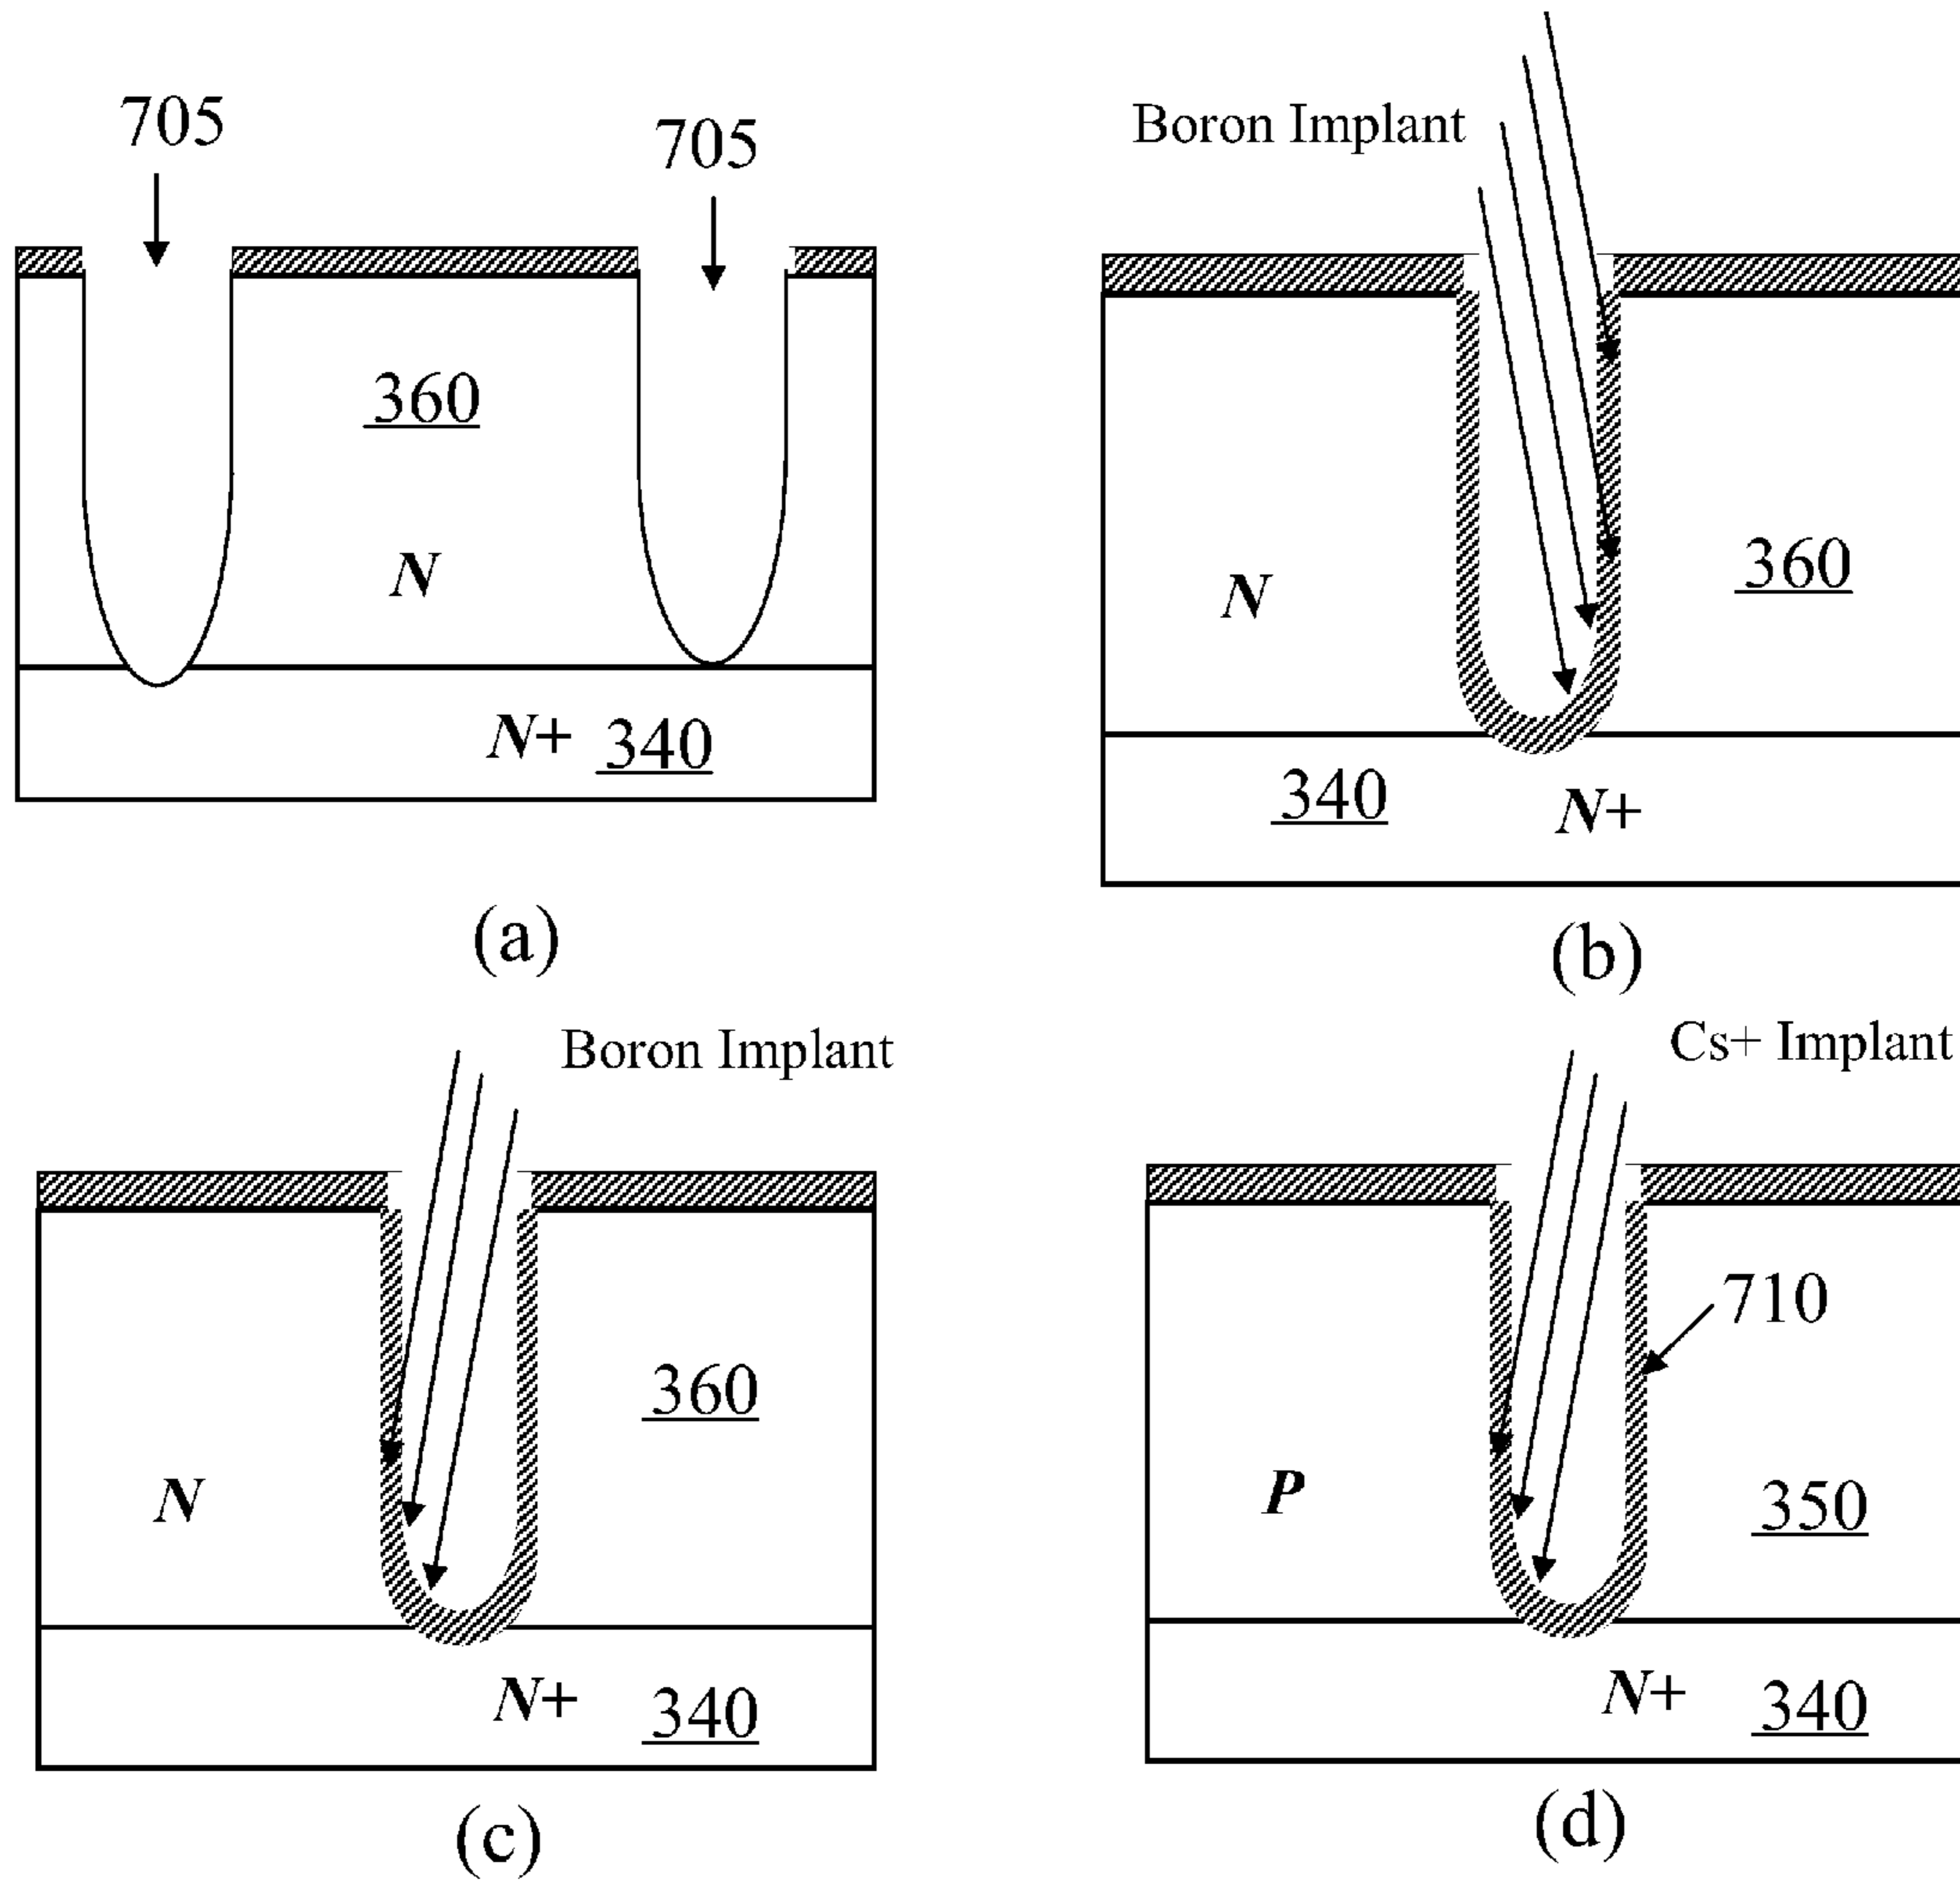 705
705
360
N
N+ 340
(a)
Boron Implant
N
360
340
N+
(b)
Boron Implant
360
N
N+ 340
(c)
Cs+ Implant
710
P
350
N+ 340
(d)